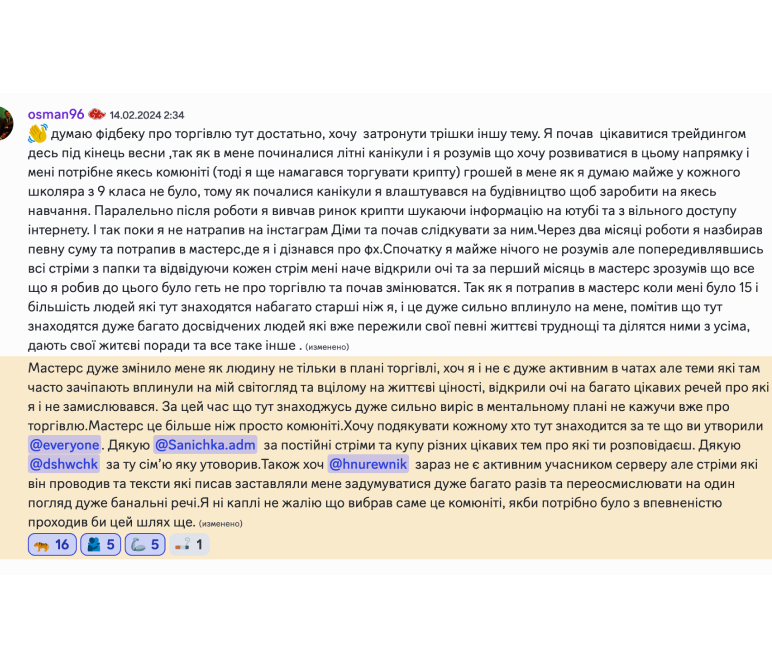 osman96 14.02.2024 2:34
👋 думаю фідбеку про торгівлю тут достатьно, хочу затронути трішки іншу тему. Я почав цікавитися трейдингом
десь під кінець весни ,так як в мене починалися літні канікули і я розумів що хочу розвиватися в цьому напрямку і
мені потрібне якесь комюніті (тоді я ще намагався торгувати крипту) грошей в мене як я думаю майже у кожного
школяра з 9 класа не було, тому як почалися канікули я влаштувався на будівництво щоб заробити на якесь
навчання. Паралельно після роботи я вивчав ринок крипти шукаючи інформацію на ютубі та з вільного доступу
інтернету. І так поки я не натрапив на інстаграм Діми та почав слідкувати за ним.Через два місяці роботи я назбирав
певну суму та потрапив в мастерс,де я і дізнався про фх.Спочатку я майже нічого не розумів але попередивлявшись
всі стріми з папки та відвідуючи кожен стрім мені наче відкрили очі та за перший місяць в мастерс зрозумів що все
що я робив до цього було геть не про торгівлю та почав змінюватся. Так як я потрапив в мастерс коли мені було 15 і
більшість людей які тут знаходятся набагато старші ніж я, і це дуже сильно вплинуло на мене, помітив що тут
знаходятся дуже багато досвідчених людей які вже пережили свої певні життєві труднощі та ділятся ними з усіма,
дають свої житєві поради та все таке інше . (изменено)
Мастерс дуже змінило мене як людину не тільки в плані торгівлі, хоч я і не є дуже активним в чатах але теми які там
часто зачіпають вплинули на мій світогляд та вцілому на життєві ціності, відкрили очі на багато цікавих речей про які
я і не замислювався. За цей час що тут знаходжусь дуже сильно виріс в ментальному плані не кажучи вже про
торгівлю.Мастерс це більше ніж просто комюніті.Хочу подякувати кожному хто тут знаходится за те що ви утворили
@everyone. Дякую @Sanichka.adm за постійні стріми та купу різних цікавих тем про які ти розповідаєш. Дякую
@dshwchk за ту сімʼю яку утоворив.Також хоч @hnurewnik зараз не є активним учасником серверу але стріми які
він проводив та тексти які писав заставляли мене задумуватися дуже багато разів та переосмислювати на один
погляд дуже банальні речі.Я ні каплі не жалію що вибрав саме це комюніті, якби потрібно було з впевненістю
проходив би цей шлях ще. (изменено)
16 5 5 1